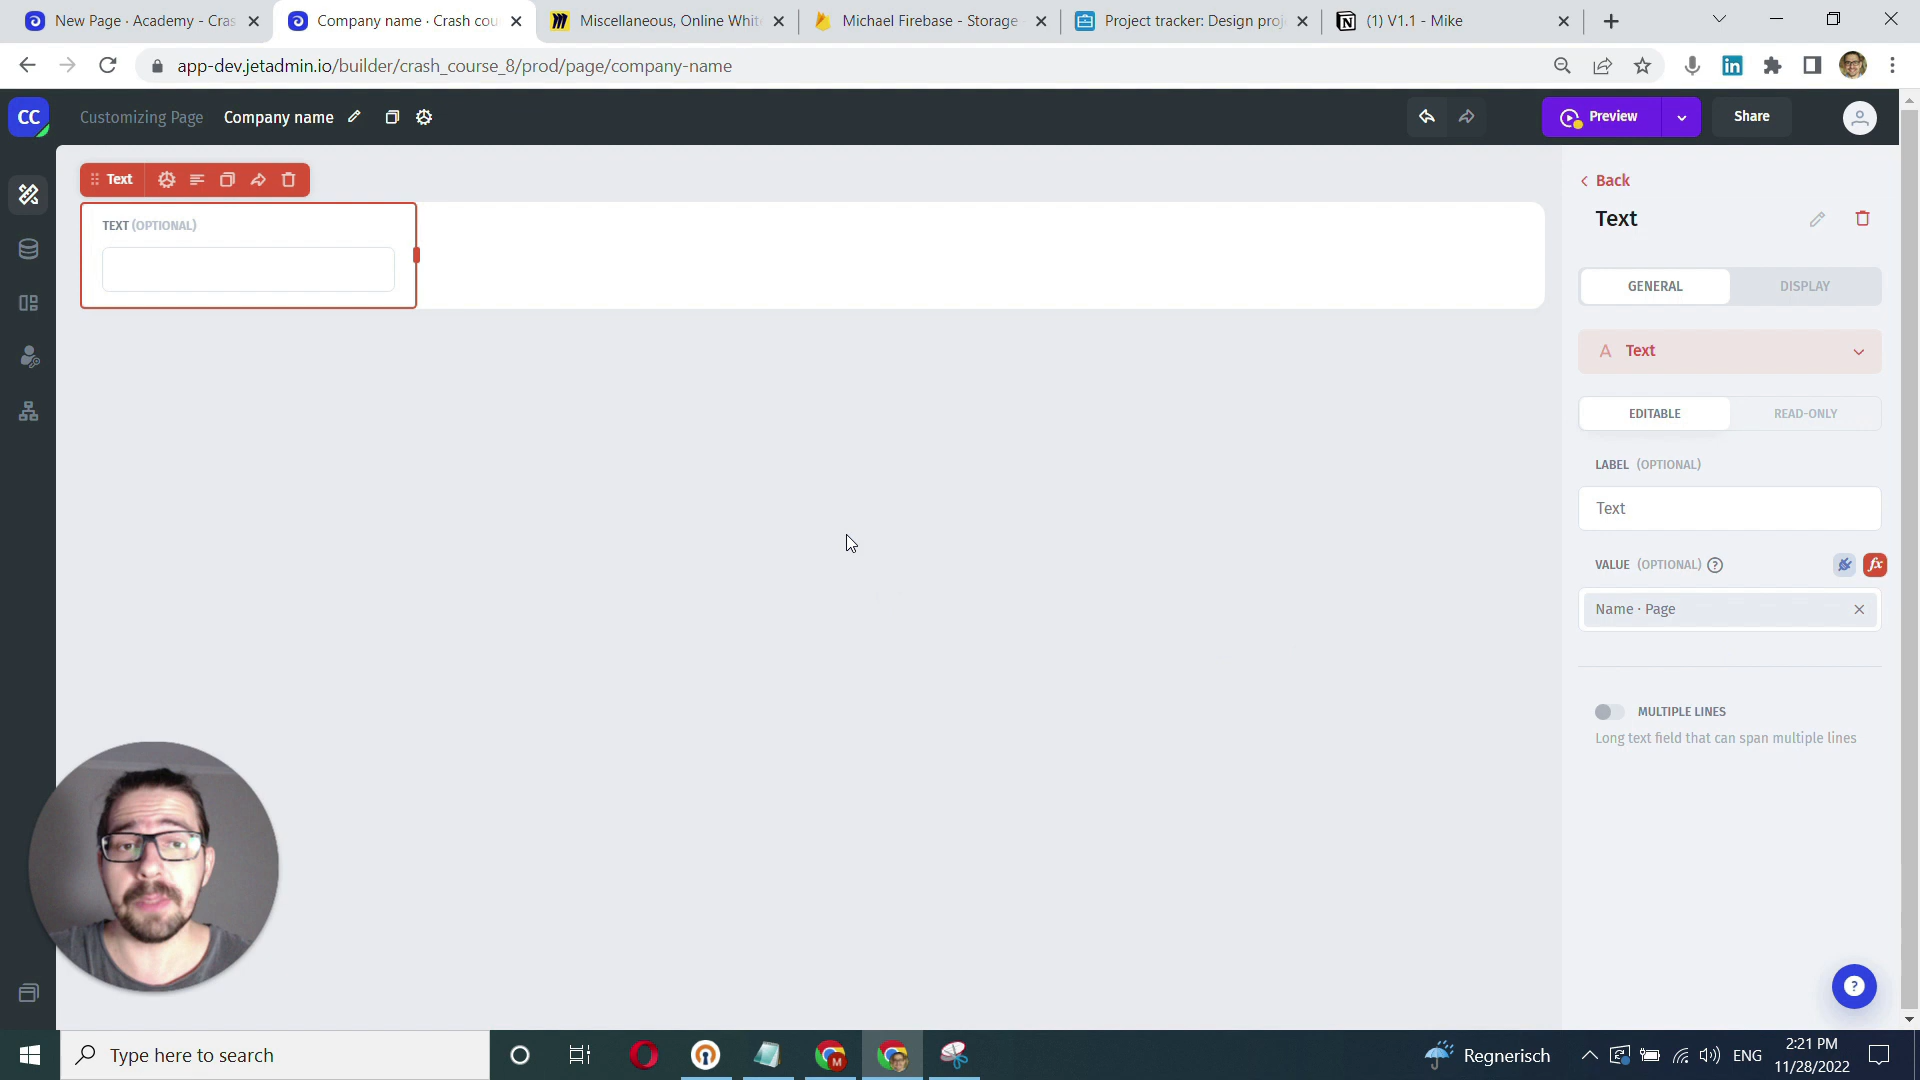 New Page · Academy - Cras
Company name · Crash cou
Miscellaneous, Online Whit
Michael Firebase - Storage
Project tracker: Design proj
(1) V1.1 - Mike
app-dev.jetadmin.io/builder/crash_course_8/prod/page/company-name
CC
Customizing Page
Company name
Preview
Share
Text
Back
TEXT (OPTIONAL)
Text
GENERAL
DISPLAY
A Text
EDITABLE
READ-ONLY
LABEL (OPTIONAL)
Text
VALUE (OPTIONAL) ?
fx
Name · Page
MULTIPLE LINES
Long text field that can span multiple lines
?
Type here to search
M
Regnerisch
ENG
2:21 PM
11/28/2022